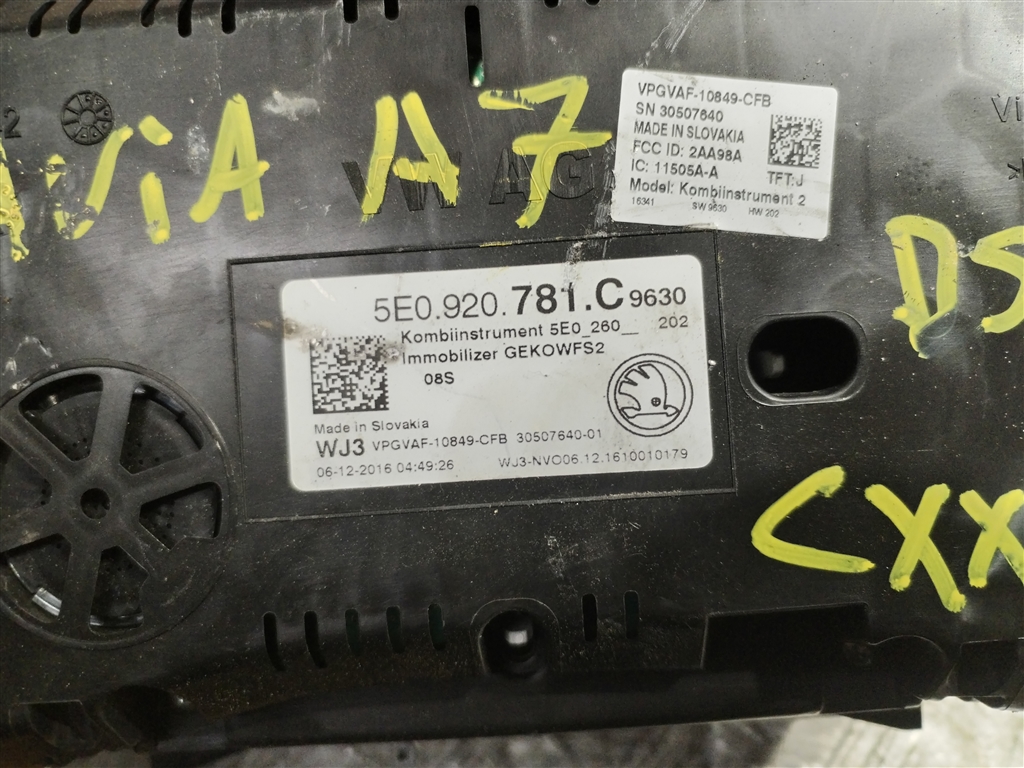 ViA A7
VW AG
VPGVAF-10849-CFB
SN 30507640
MADE IN SLOVAKIA
FCC ID: 2AA98A
IC: 11505A-A
TFT:J
Model: Kombiinstrument 2
16341 SW 9630 HW 202
DS
5E0.920.781.C 9630
Kombiinstrument 5E0_260__ 202
Immobilizer GEKOWFS2
08S
Made in Slovakia
WJ3 VPGVAF-10849-CFB 30507640-01
06-12-2016 04:49:26 WJ3-NVO06.12.1610010179
CXX